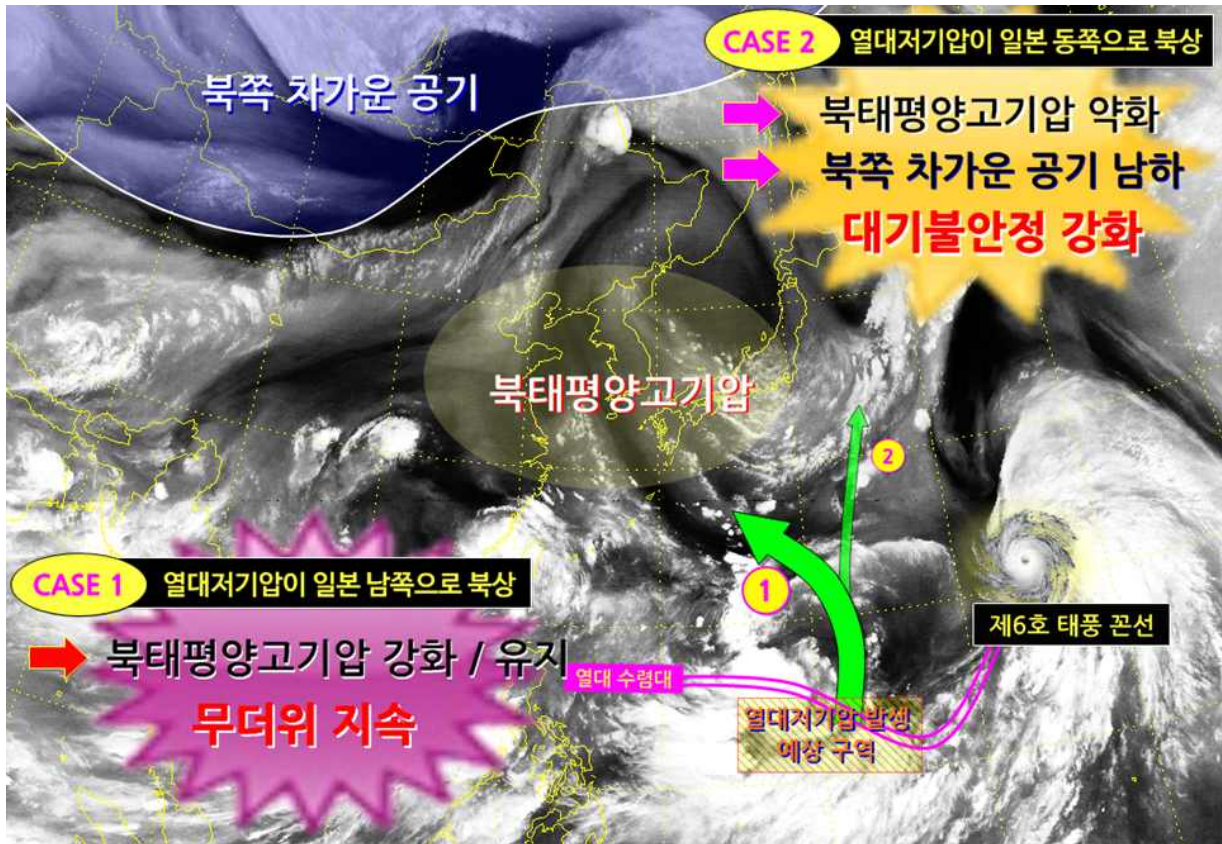 CASE 2 열대저기압이 일본 동쪽으로 북상
북쪽 차가운 공기
북태평양고기압 약화
북쪽 차가운 공기 남하
대기불안정 강화
북태평양고기압
2
1
CASE 1 열대저기압이 일본 남쪽으로 북상
제6호 태풍 꼰선
북태평양고기압 강화 / 유지
열대 수렴대
무더위 지속
열대저기압 발생
예상 구역